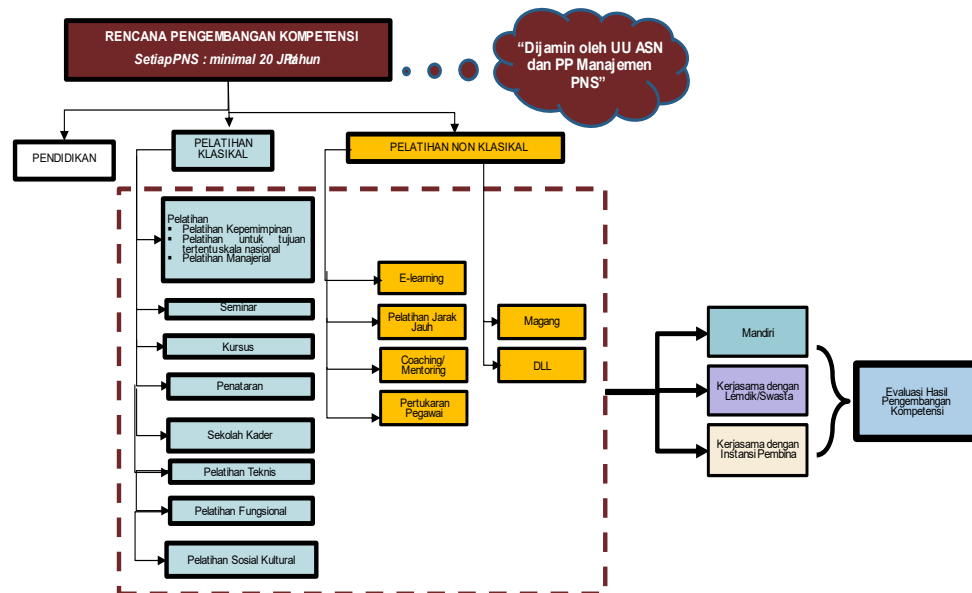 RENCANA PENGEMBANGAN KOMPETENSI
SetiapPNS : minimal 20 JP/tahun
“Dijamin oleh UU ASN
dan PP Manajemen
PNS”
PENDIDIKAN
PELATIHAN
KLASIKAL
PELATIHAN NON KLASIKAL
Pelatihan
▪ Pelatihan Kepemimpinan
▪ Pelatihan untuk tujuan
tertentuskala nasional
▪ Pelatihan Manajerial
Seminar
Kursus
Penataran
Sekolah Kader
Pelatihan Teknis
Pelatihan Fungsional
Pelatihan Sosial Kultural
E-learning
Pelatihan Jarak
Jauh
Coaching/
Mentoring
Pertukaran
Pegawai
Magang
DLL
Mandiri
Kerjasama dengan
Lemdik/Swasta
Kerjasama dengan
Instansi Pembina
Evaluasi Hasil
Pengembangan
Kompetensi